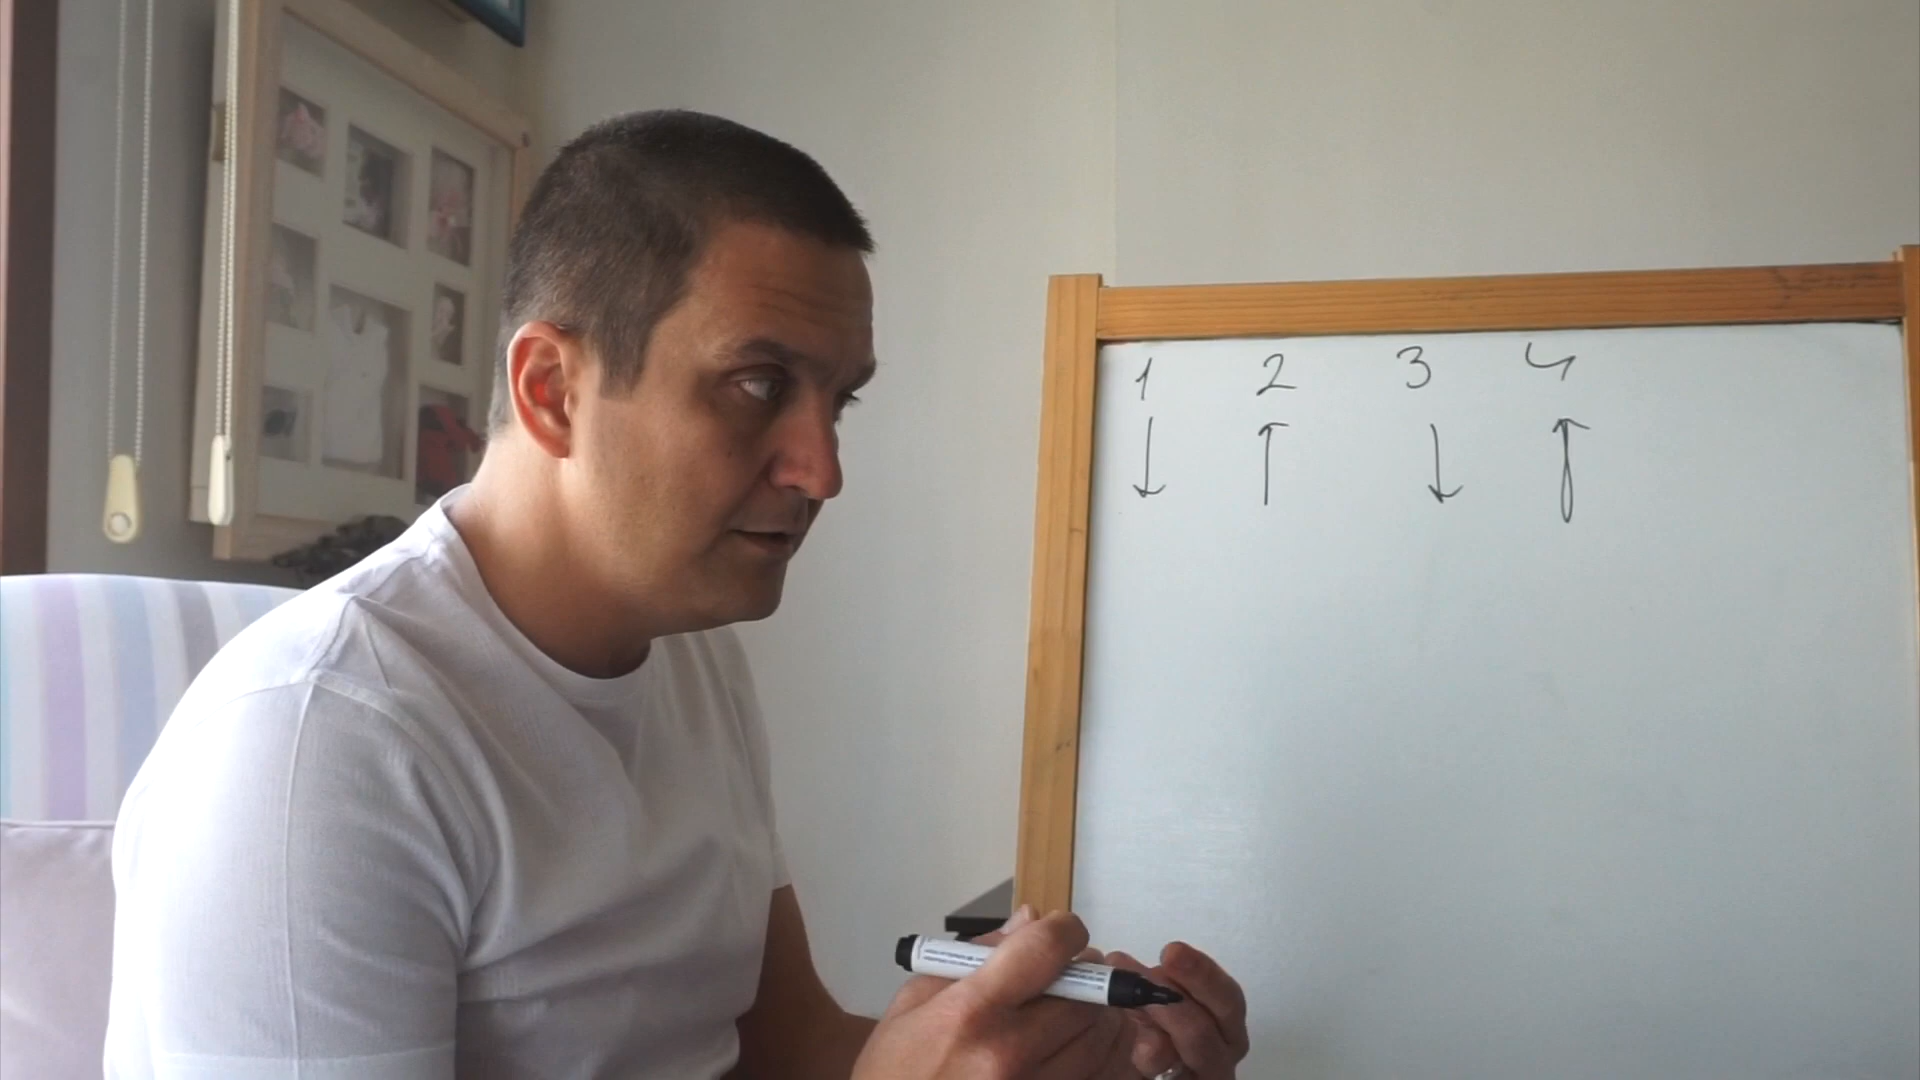 1 2 3 4
↓ ↑ ↓ ↑